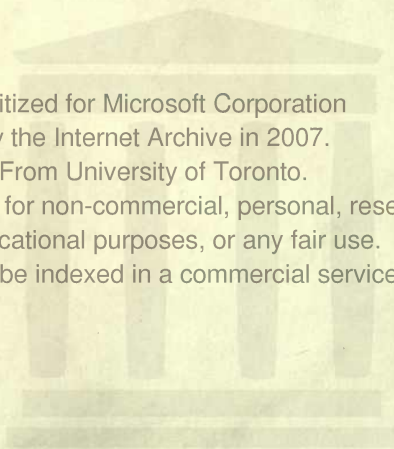 itized for Microsoft Corporation
the Internet Archive in 2007.
From University of Toronto.
for non-commercial, personal, rese
cational purposes, or any fair use.
be indexed in a commercial service